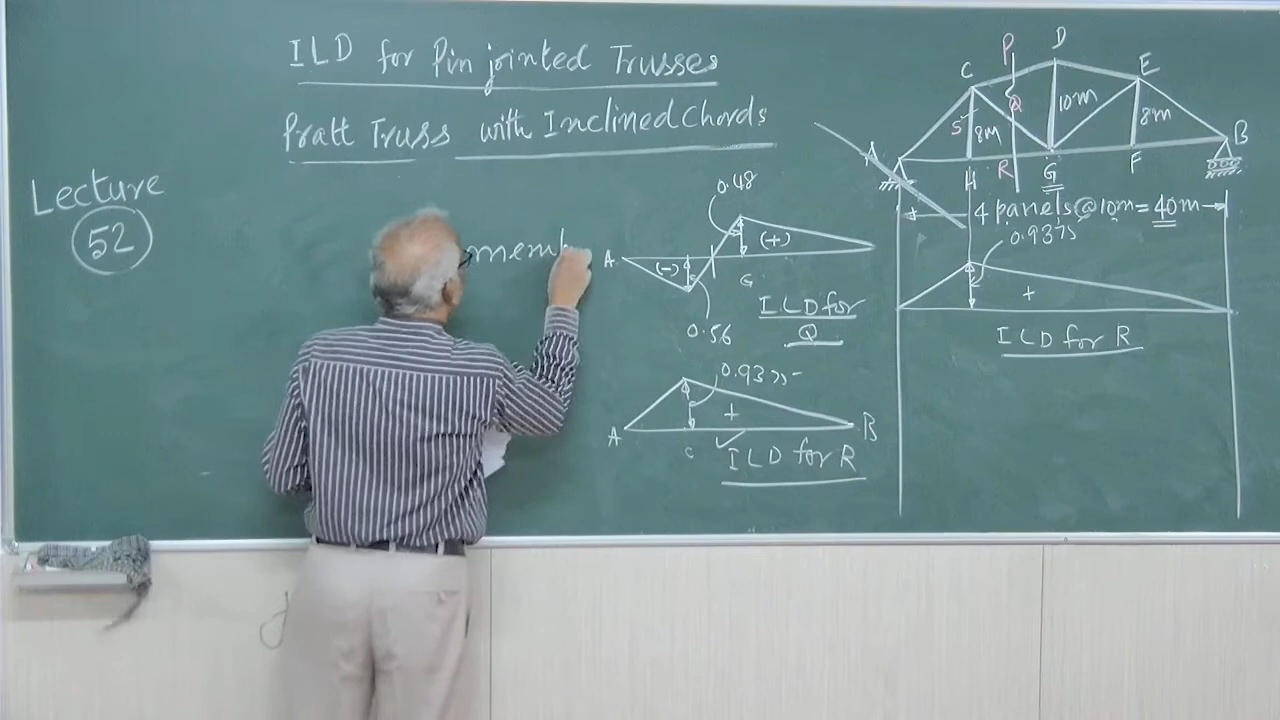 ILD for Pin jointed Trusses
Pratt Truss with Inclined Chords
Lecture
52
memb
A
(-)
0.48
(+)
G
0.56
ILD for
Q
0.9375
+
A
C
B
ILD for R
P
D
C
E
Q
10m
S
8m
8m
A
B
H
R
G
F
4 panels@10m=40m
0.9375
+
ILD for R